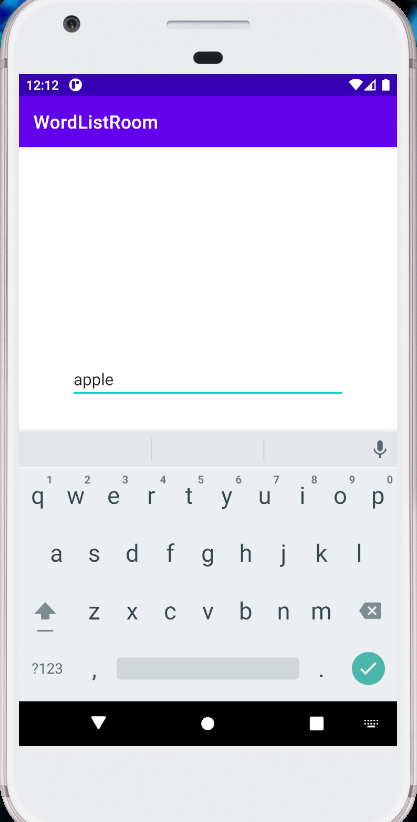 12:12
WordListRoom
apple
1 2 3 4 5 6 7 8 9 0
q w e r t y u i o p
a s d f g h j k l
z x c v b n m
?123 , .